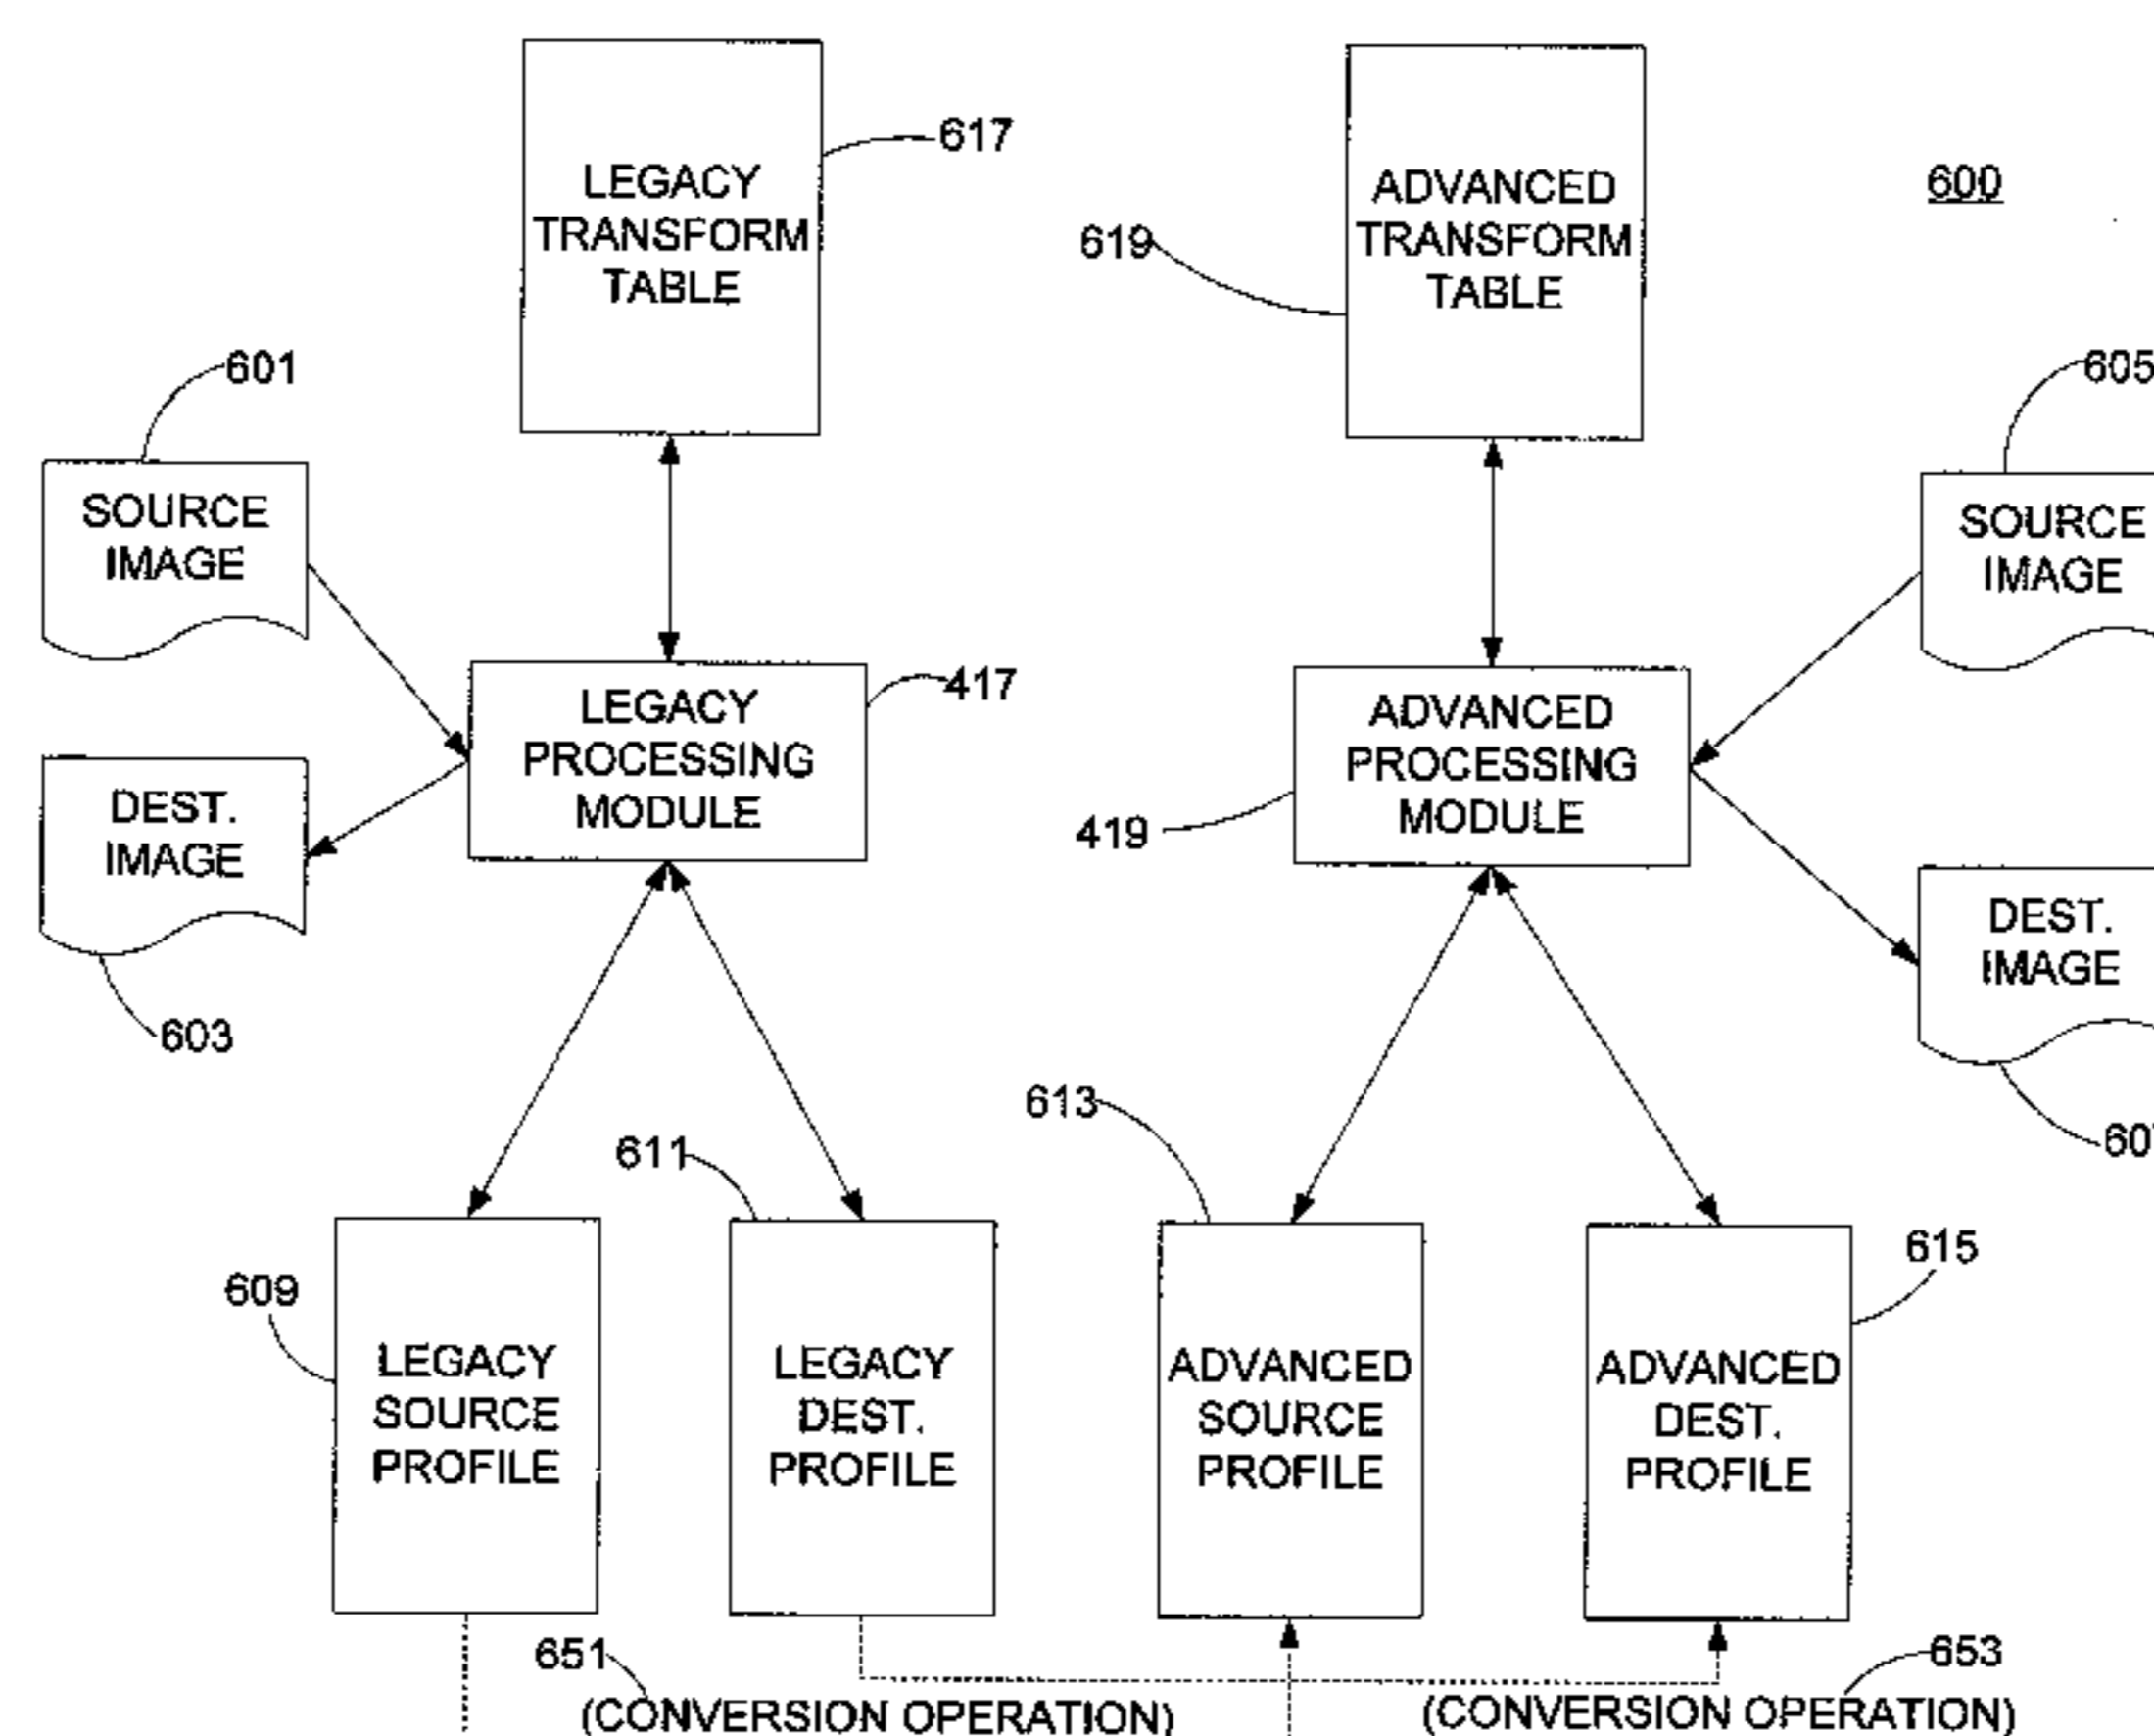 617
LEGACY
TRANSFORM
TABLE
ADVANCED
TRANSFORM
TABLE
600
619
601
605
SOURCE
IMAGE
SOURCE
IMAGE
417
LEGACY
PROCESSING
MODULE
ADVANCED
PROCESSING
MODULE
419
DEST.
IMAGE
DEST.
IMAGE
603
613
611
60
609
615
LEGACY
SOURCE
PROFILE
LEGACY
DEST.
PROFILE
ADVANCED
SOURCE
PROFILE
ADVANCED
DEST.
PROFILE
651
653
(CONVERSION OPERATION)
(CONVERSION OPERATION)